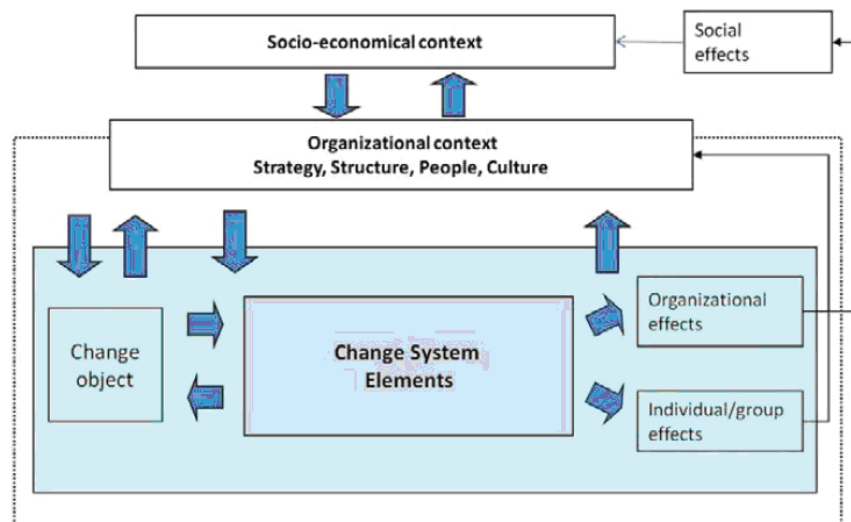 Socio-economical context
Social
effects
Organizational context
Strategy, Structure, People, Culture
Change
object
Change System
Elements
Organizational
effects
Individual/group
effects